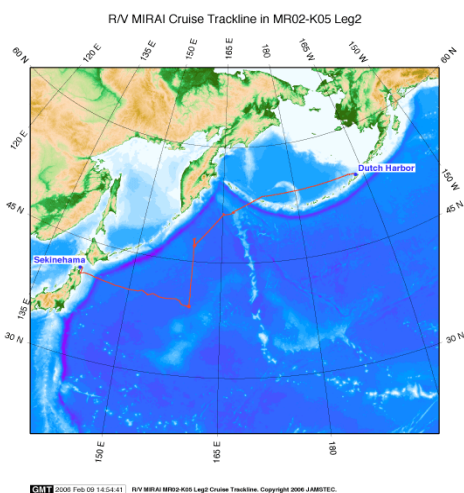 R/V MIRAI Cruise Trackline in MR02-K05 Leg2
60 N
120 E
135 E
150 E
165 E
180
165 W
60 N
120 E
150 W
Dutch Harbor
45 N
45 N
Sekinehama
135 E
30 N
30 N
150 E
165 E
180
GMT 2006 Feb 09 14:54:41 R/V MIRAI MR02-K05 Leg2 Cruise Trackline. Copyright 2006 JAMSTEC.